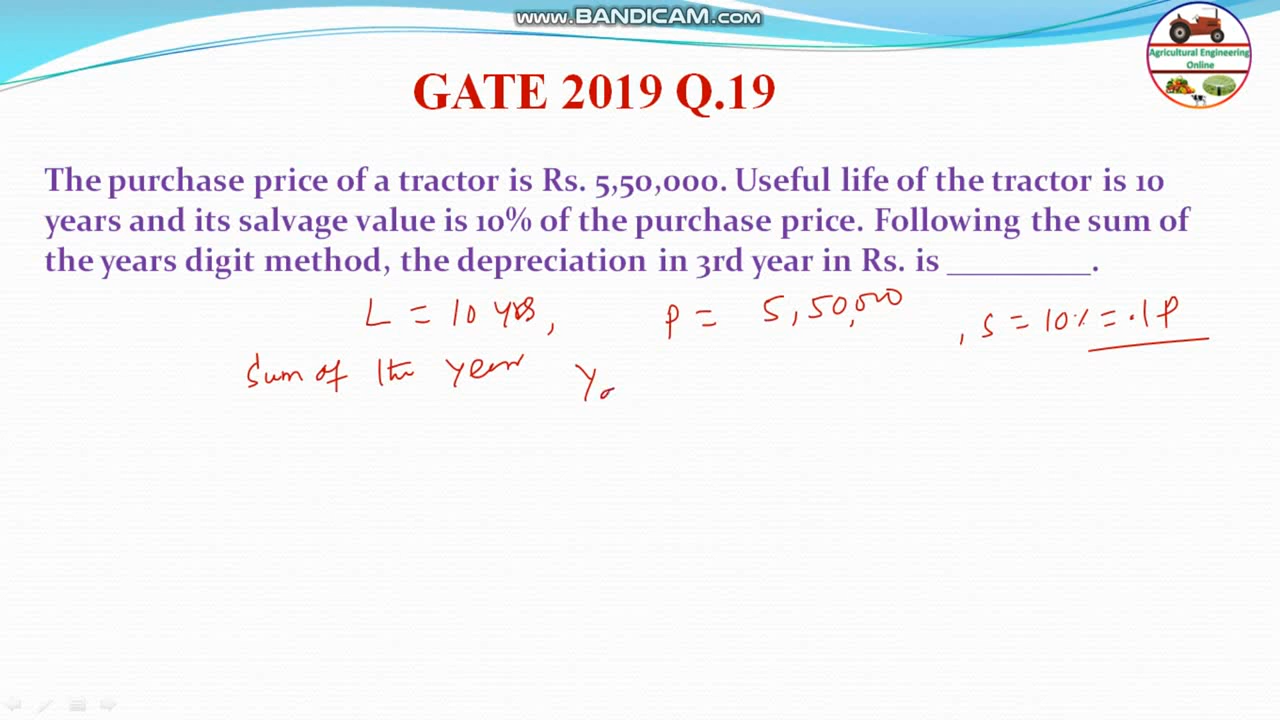 www.BANDICAM.com
Agricultural Engineering
Online
GATE 2019 Q.19
The purchase price of a tractor is Rs. 5,50,000. Useful life of the tractor is 10
years and its salvage value is 10% of the purchase price. Following the sum of
the years digit method, the depreciation in 3rd year in Rs. is _________.
L = 10 yrs, P = 5,50,000 , S = 10% = .1 P
Sum of the year